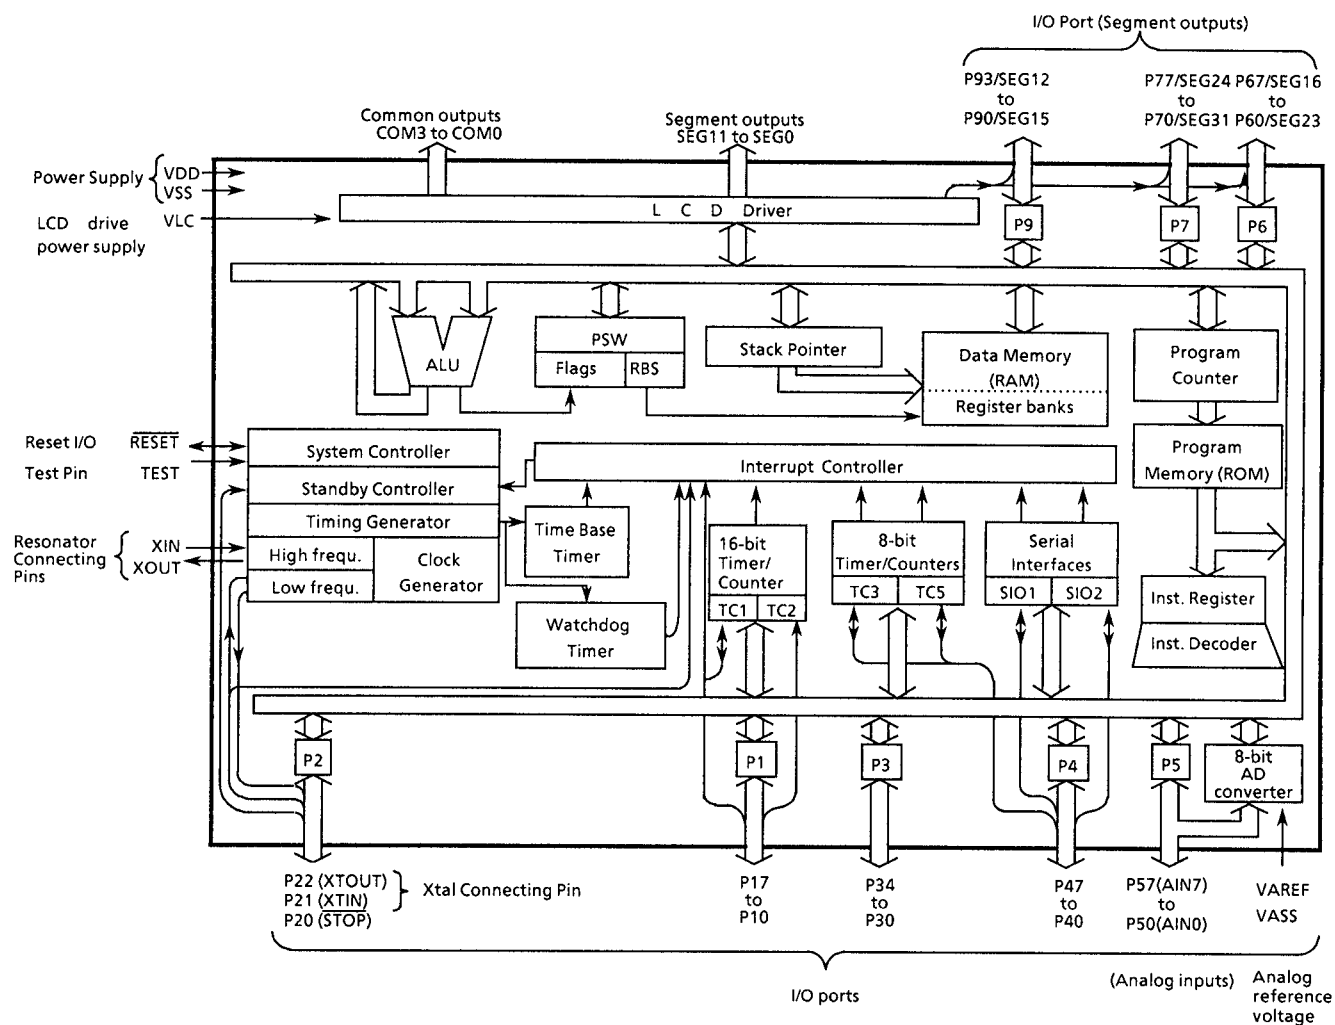 I/O Port (Segment outputs)
P93/SEG12
to
P90/SEG15
P77/SEG24
to
P70/SEG31
P67/SEG16
to
P60/SEG23
Common outputs
COM3 to COM0
Segment outputs
SEG11 to SEG0
Power Supply
VDD
VSS
LCD drive
power supply
VLC
L C D Driver
P9
P7
P6
ALU
PSW
Flags
RBS
Stack Pointer
Data Memory
(RAM)
Register banks
Program
Counter
Reset I/O
RESET
Test Pin
TEST
System Controller
Standby Controller
Timing Generator
High frequ.
Low frequ.
Clock
Generator
Interrupt Controller
Program
Memory (ROM)
Resonator
Connecting
Pins
XIN
XOUT
Time Base
Timer
Watchdog
Timer
16-bit
Timer/
Counter
TC1
TC2
8-bit
Timer/Counters
TC3
TC5
Serial
Interfaces
SIO1
SIO2
Inst. Register
Inst. Decoder
P2
P1
P3
P4
P5
8-bit
AD
converter
P22 (XTOUT)
P21 (XTIN)
P20 (STOP)
Xtal Connecting Pin
P17
to
P10
P34
to
P30
P47
to
P40
P57(AIN7)
to
P50(AIN0)
VAREF
VASS
I/O ports
(Analog inputs)
Analog
reference
voltage